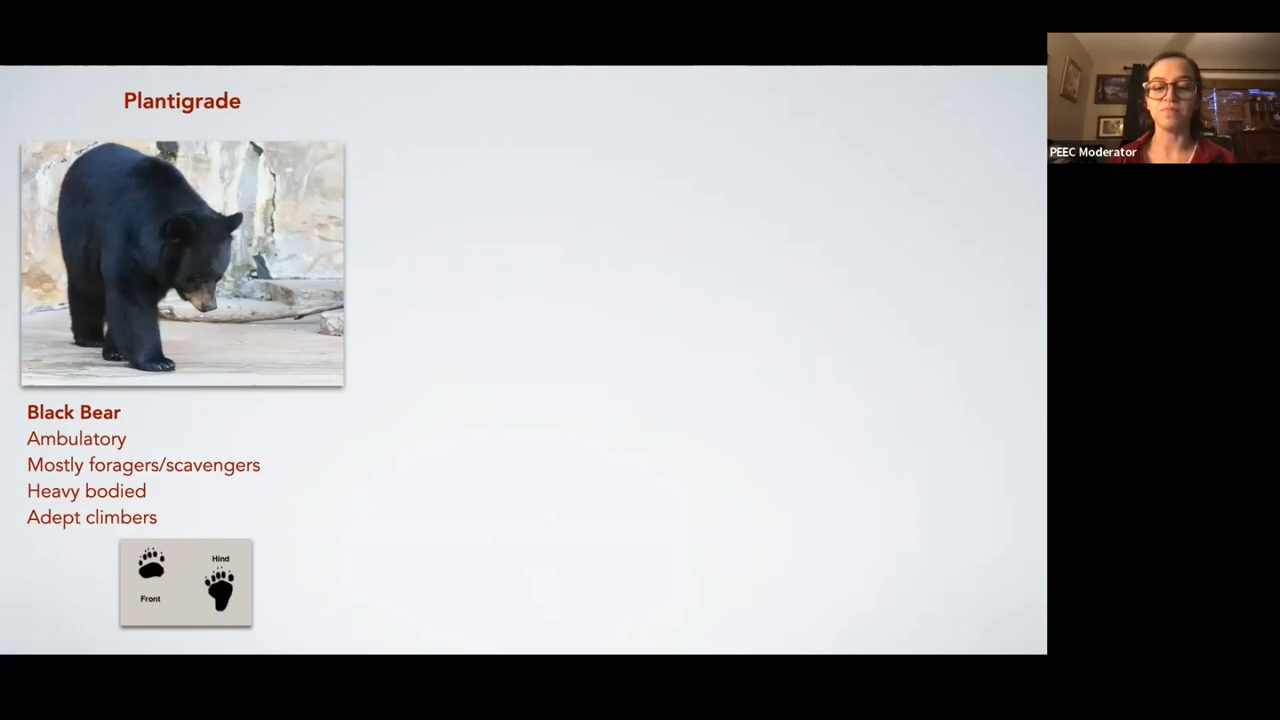 Plantigrade
PEEC Moderator
Black Bear
Ambulatory
Mostly foragers/scavengers
Heavy bodied
Adept climbers
Hind
Front